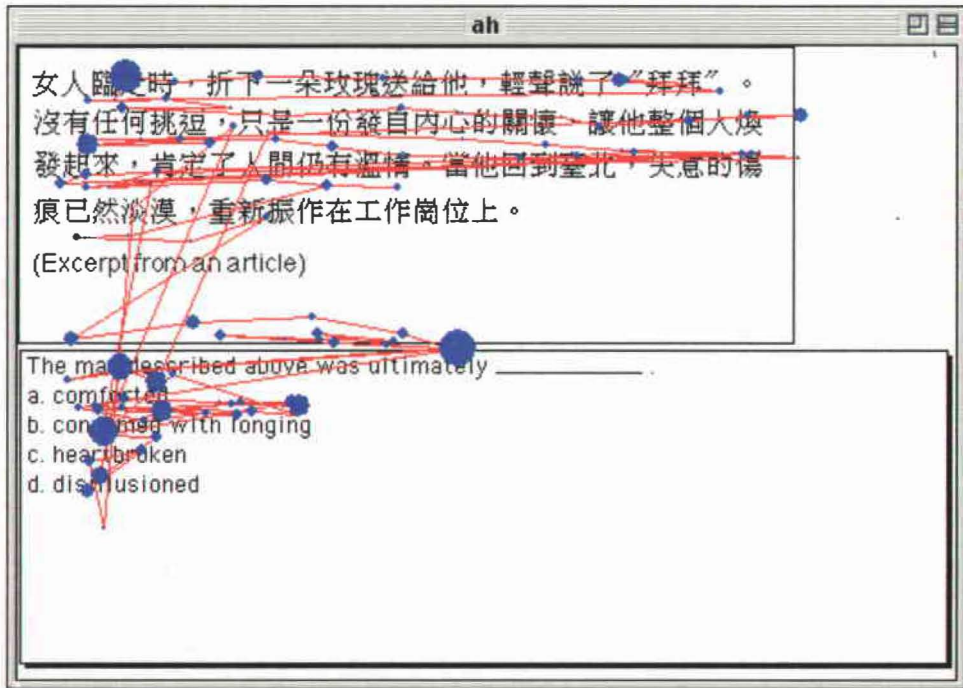 ah
女人臨走時，折下一朵玫瑰送給他，輕聲說了“拜拜”。
沒有任何挑逗，只是一份發自內心的關懷、讓他整個人煥
發起來，肯定了人間仍有溫情。當他回到臺北，失意的傷
痕已然淡漠，重新振作在工作崗位上。
(Excerpt from an article)
The man described above was ultimately ____________ .
a. comforted
b. consumed with longing
c. heartbroken
d. disillusioned